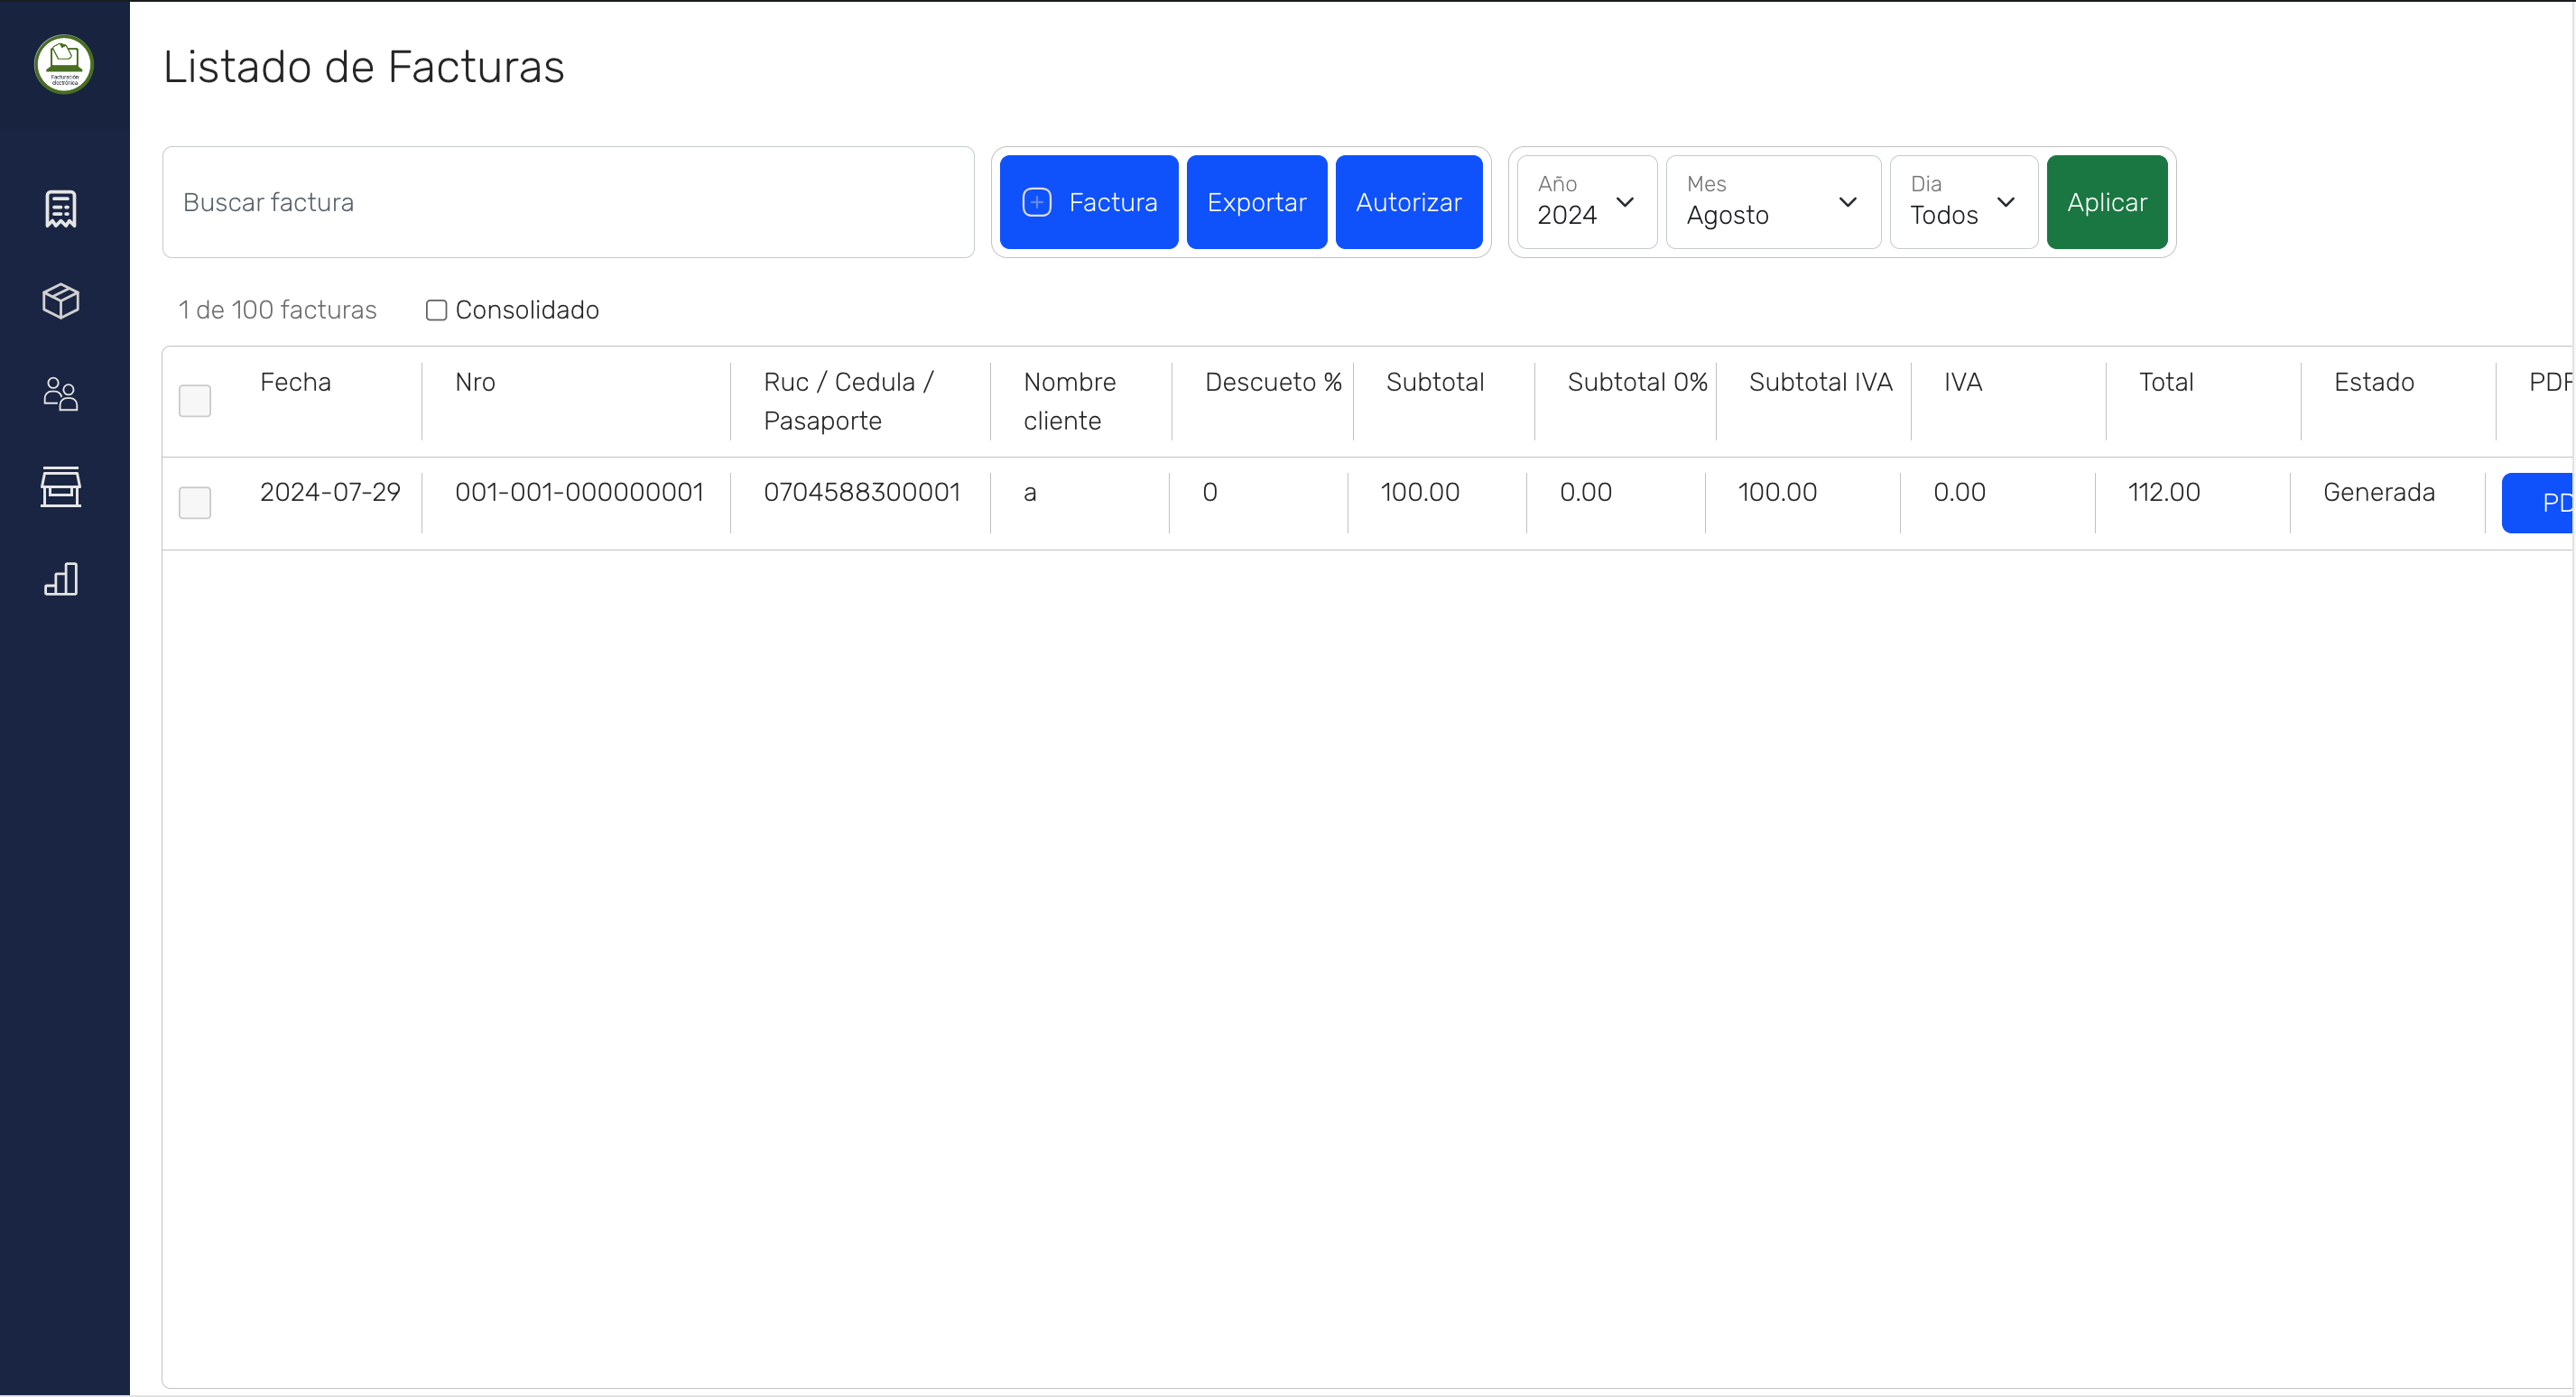 Facturación
electrónica
Listado de Facturas
Buscar factura
Factura
Exportar
Autorizar
Año
2024
Mes
Agosto
Dia
Todos
Aplicar
1 de 100 facturas
Consolidado
Fecha
Nro
Ruc / Cedula /
Pasaporte
Nombre
cliente
Descueto %
Subtotal
Subtotal 0%
Subtotal IVA
IVA
Total
Estado
PDF
2024-07-29
001-001-000000001
0704588300001
a
0
100.00
0.00
100.00
0.00
112.00
Generada
PD